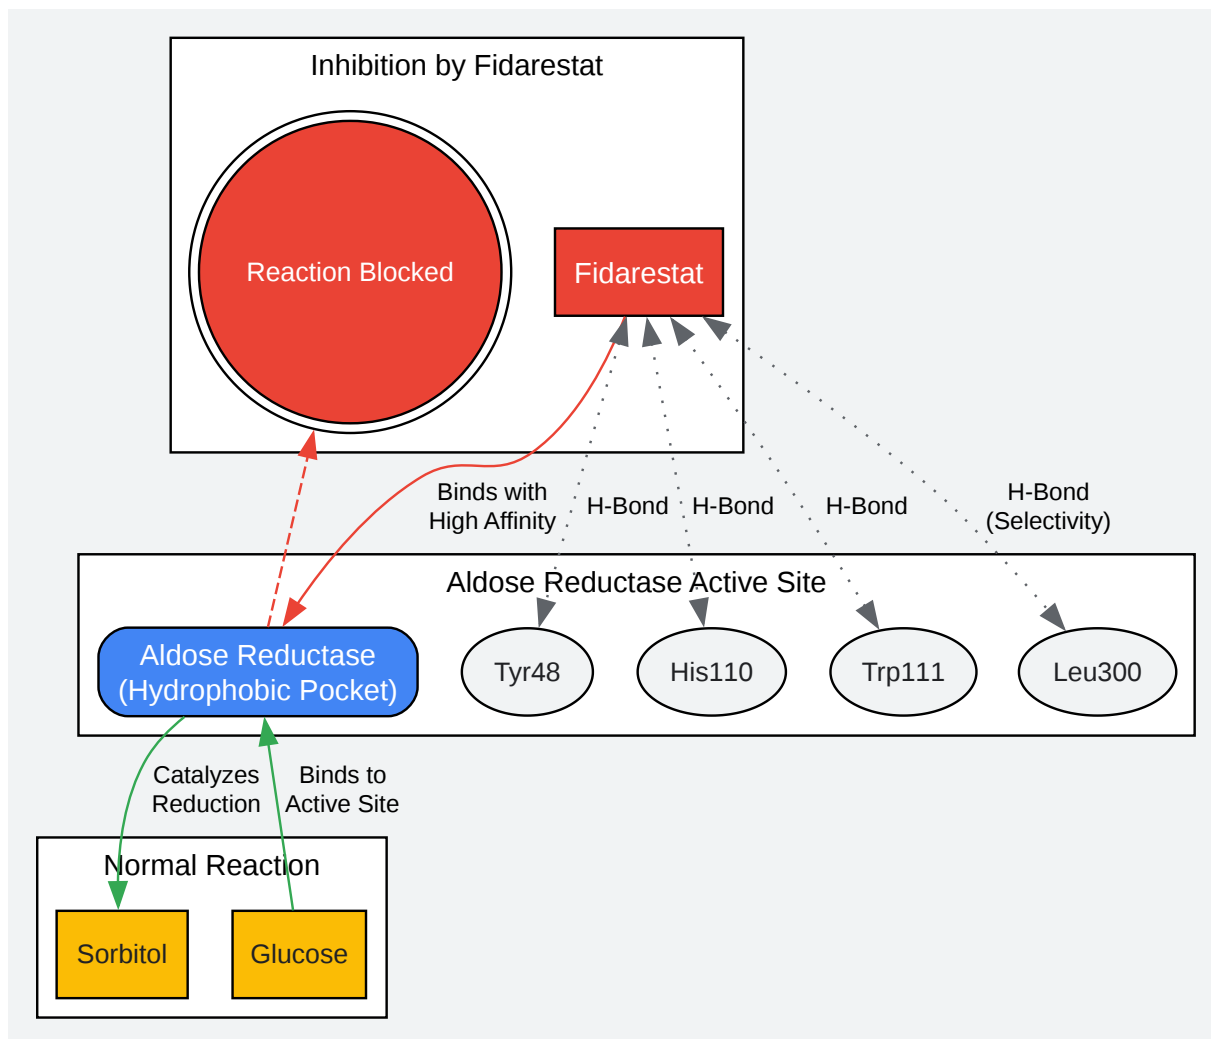 Inhibition by Fidarestat
Reaction Blocked
Fidarestat
Binds with
High Affinity
H-Bond
H-Bond
H-Bond
H-Bond
(Selectivity)
Aldose Reductase Active Site
Aldose Reductase
(Hydrophobic Pocket)
Tyr48
His110
Trp111
Leu300
Catalyzes
Reduction
Binds to
Active Site
Normal Reaction
Sorbitol
Glucose